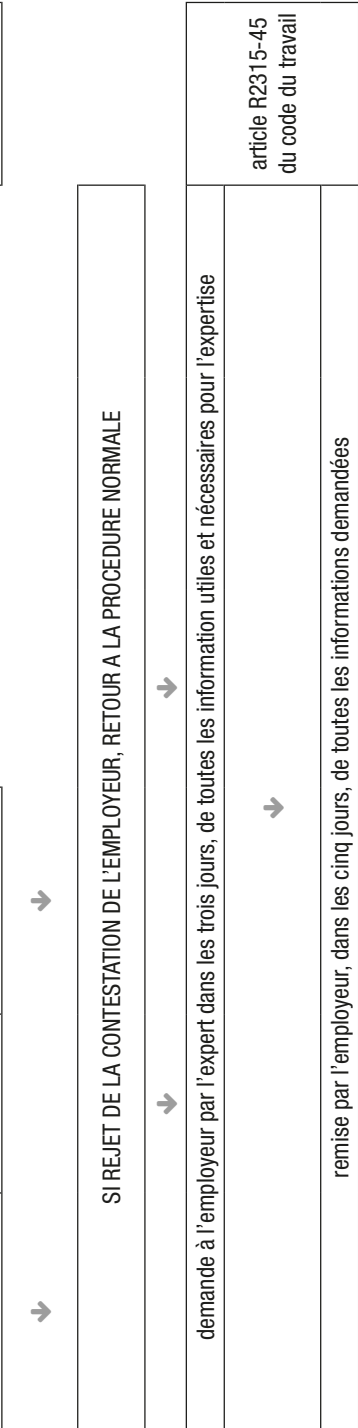 SI REJET DE LA CONTESTATION DE L'EMPLOYEUR, RETOUR A LA PROCEDURE NORMALE
demande à l'employeur par l'expert dans les trois jours, de toutes les information utiles et nécessaires pour l'expertise
article R2315-45
du code du travail
remise par l'employeur, dans les cinq jours, de toutes les informations demandées